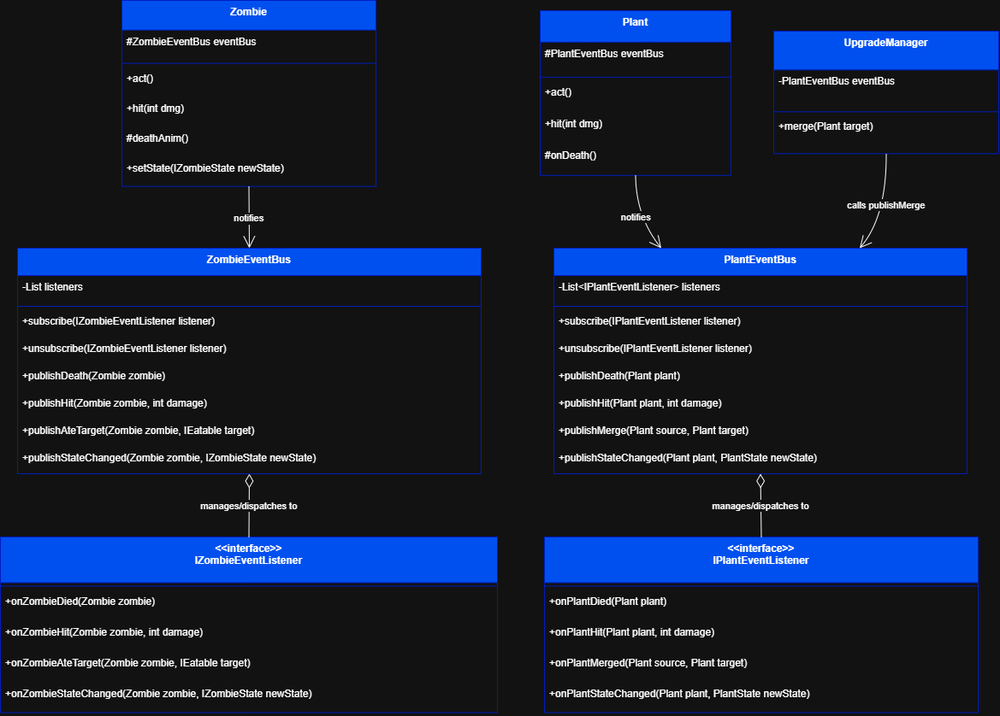 Zombie
#ZombieEventBus eventBus
+act()
+hit(int dmg)
#deathAnim()
+setState(IZombieState newState)
Plant
#PlantEventBus eventBus
+act()
+hit(int dmg)
#onDeath()
UpgradeManager
-PlantEventBus eventBus
+merge(Plant target)
notifies
notifies
calls publishMerge
ZombieEventBus
-List listeners
+subscribe(IZombieEventListener listener)
+unsubscribe(IZombieEventListener listener)
+publishDeath(Zombie zombie)
+publishHit(Zombie zombie, int damage)
+publishAteTarget(Zombie zombie, IEatable target)
+publishStateChanged(Zombie zombie, IZombieState newState)
PlantEventBus
-List<IPlantEventListener> listeners
+subscribe(IPlantEventListener listener)
+unsubscribe(IPlantEventListener listener)
+publishDeath(Plant plant)
+publishHit(Plant plant, int damage)
+publishMerge(Plant source, Plant target)
+publishStateChanged(Plant plant, PlantState newState)
manages/dispatches to
manages/dispatches to
<<interface>>
IZombieEventListener
+onZombieDied(Zombie zombie)
+onZombieHit(Zombie zombie, int damage)
+onZombieAteTarget(Zombie zombie, IEatable target)
+onZombieStateChanged(Zombie zombie, IZombieState newState)
<<interface>>
IPlantEventListener
+onPlantDied(Plant plant)
+onPlantHit(Plant plant, int damage)
+onPlantMerged(Plant source, Plant target)
+onPlantStateChanged(Plant plant, PlantState newState)